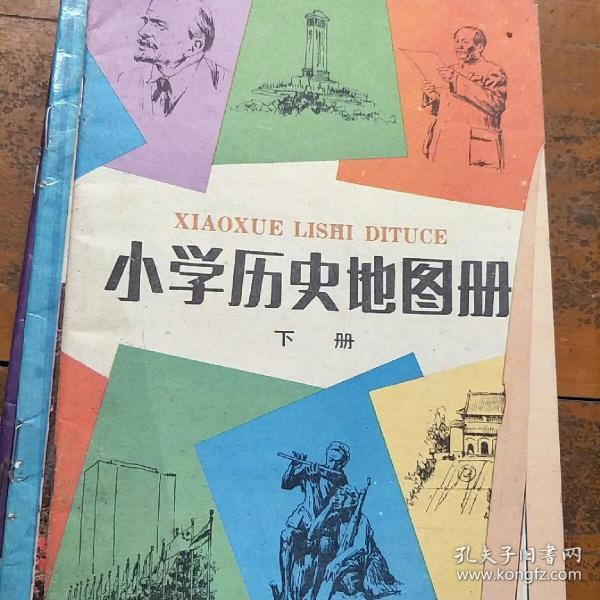 XIAOXUE LISHI DITUCE
小学历史地图册
下 册
孔夫子旧書网
www.kongfz.com